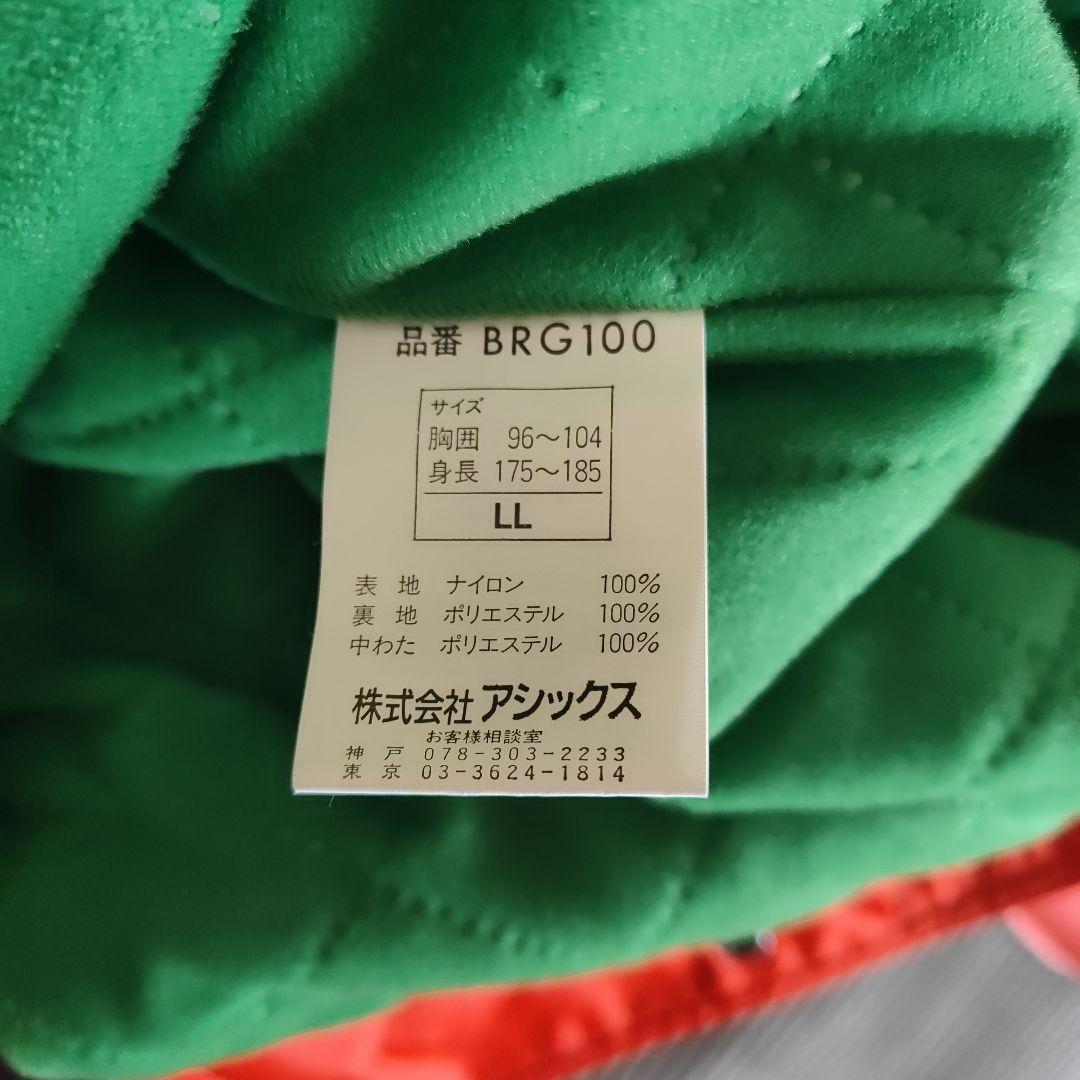 品番 BRG100
サイズ
胸囲 96〜104
身長 175〜185
LL
表地 ナイロン 100%
裏地 ポリエステル 100%
中わた ポリエステル 100%
株式会社アシックス
お客様相談室
神戸 078-303-2233
東京 03-3624-1814